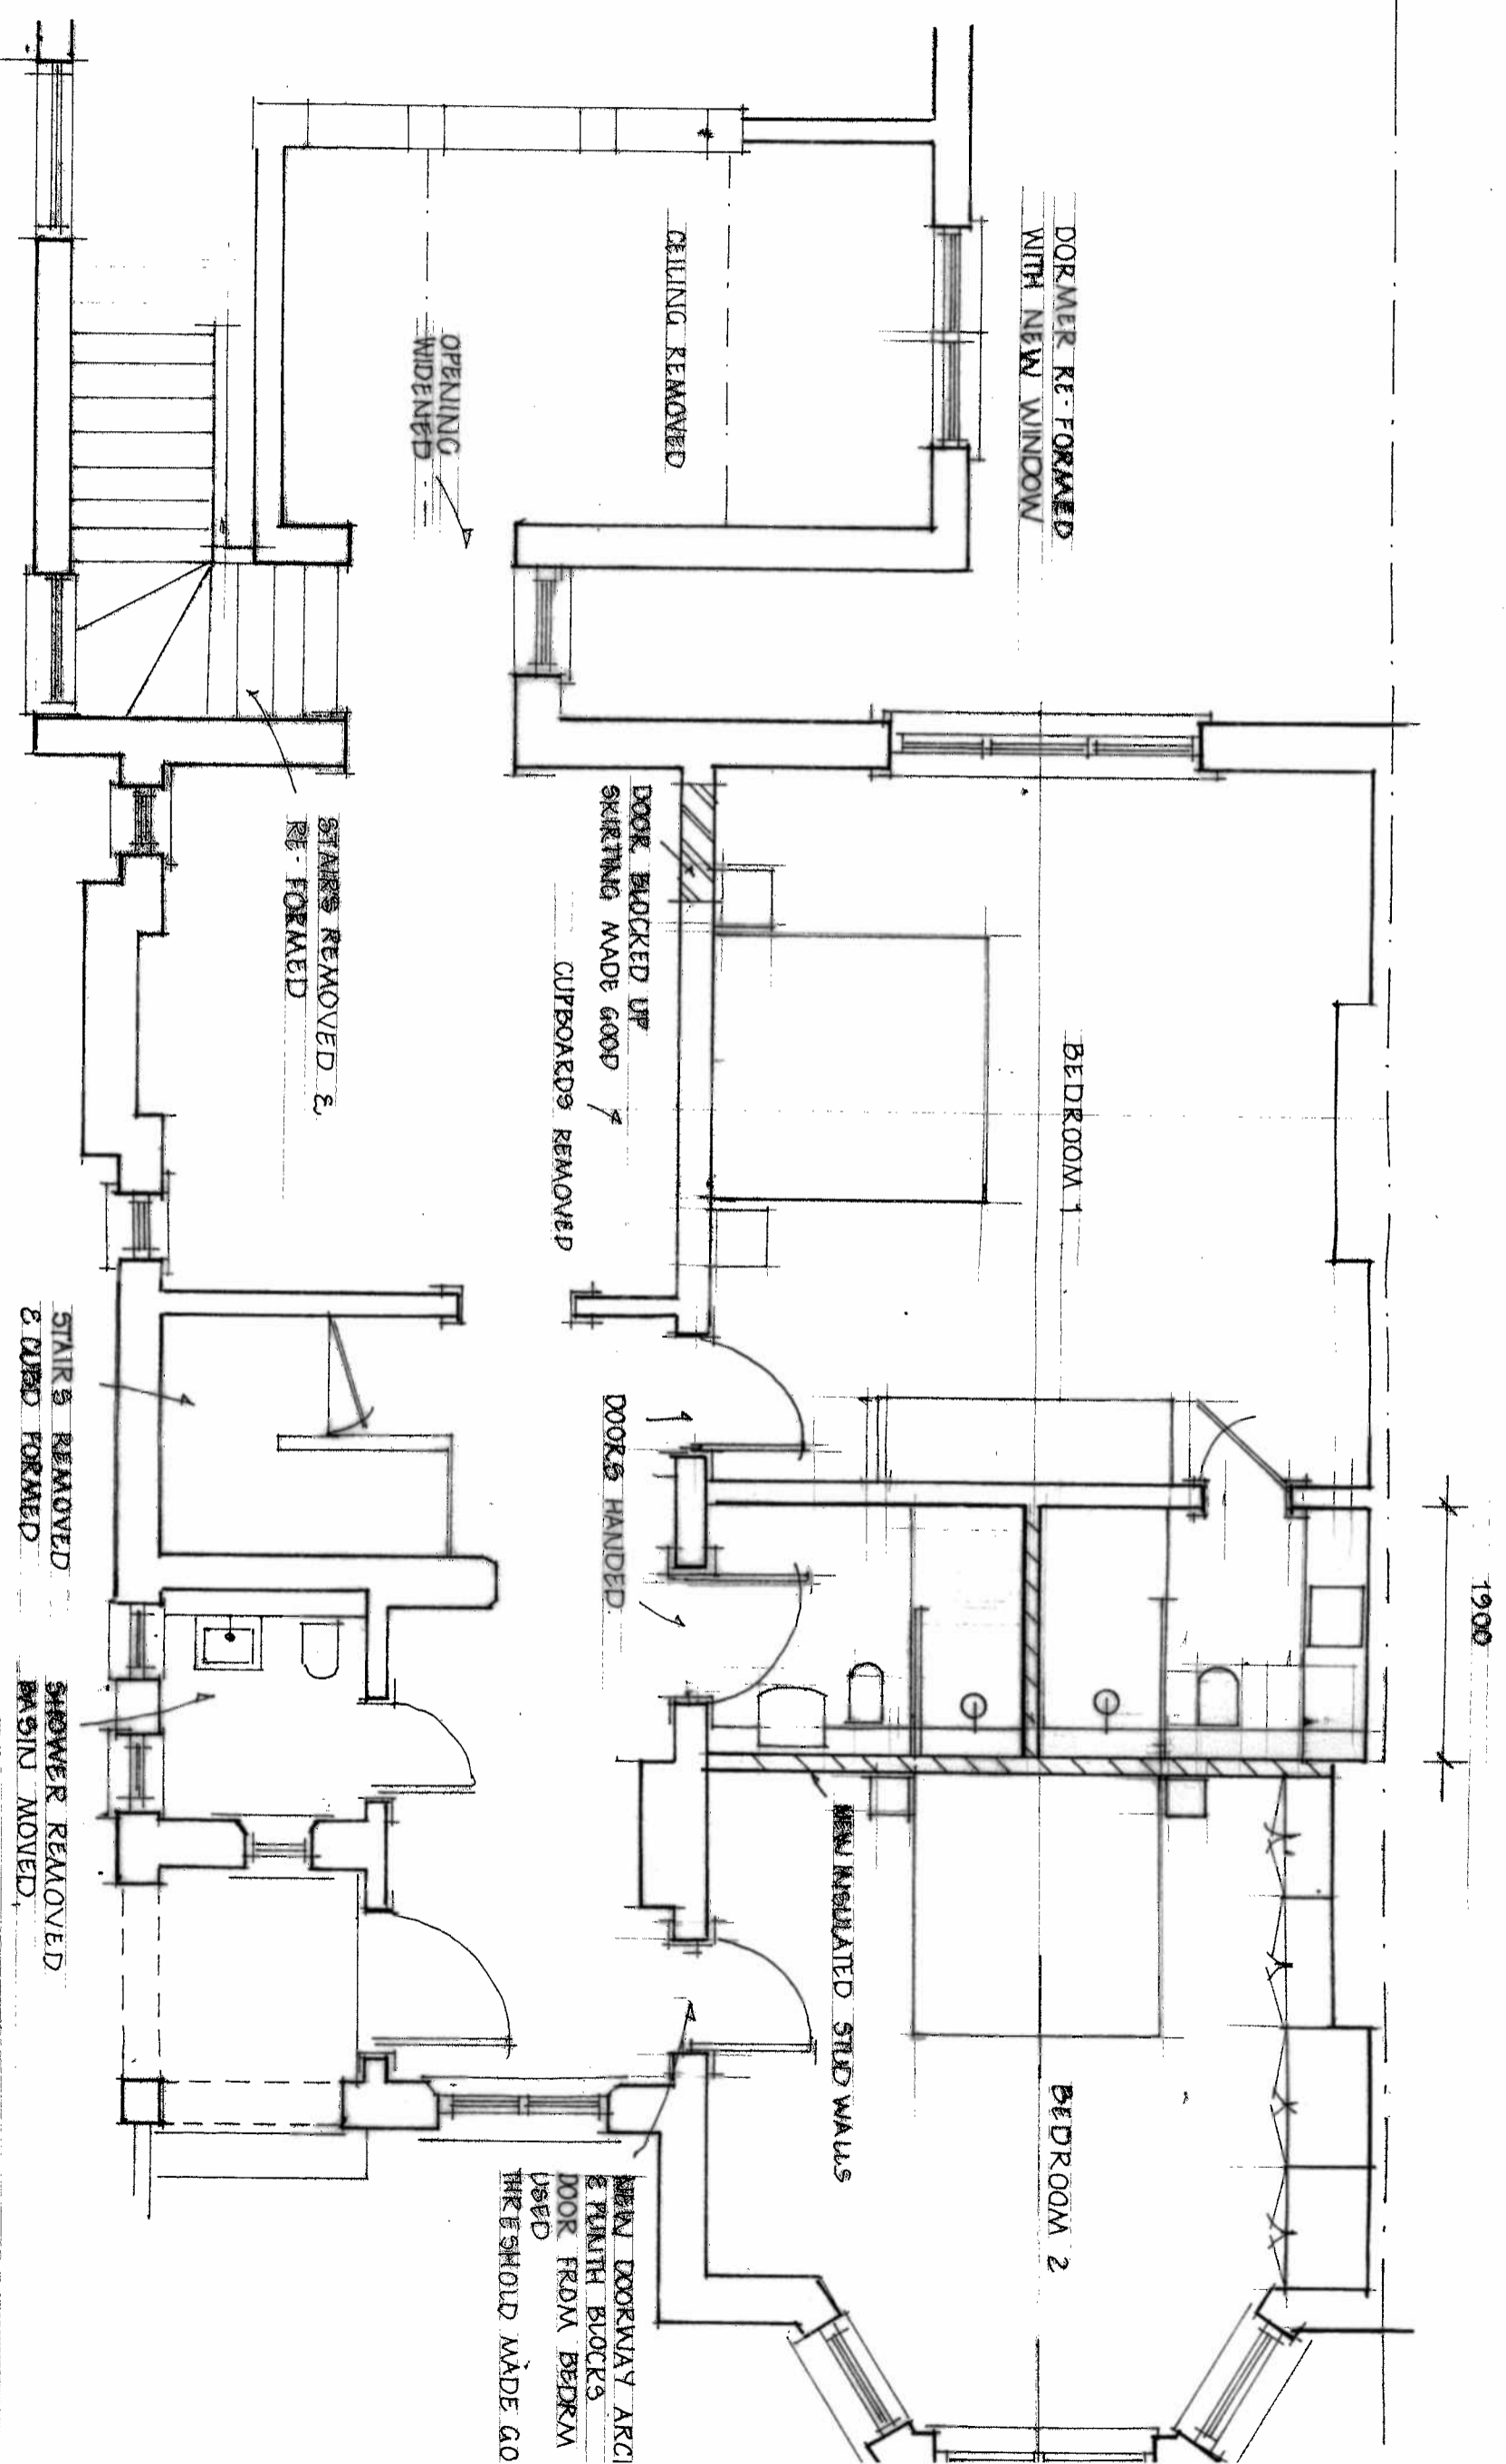 DORMER RE-FORMED
WITH NEW WINDOW
CEILING REMOVED
OPENING
WIDENED
1900
BEDROOM 1
DOOR BLOCKED UP
SKIRTING MADE GOOD
CUPBOARDS REMOVED
STAIRS REMOVED &
RE-FORMED
DOORS HANDED.
STAIRS REMOVED
& CUBD FORMED
SHOWER REMOVED
BASIN MOVED.
NEW INSULATED STUD WALLS
BEDROOM 2
NEW DOORWAY ARCH
& PLINTH BLOCKS
DOOR FROM BEDRM
USED
THRESHOLD MADE GO